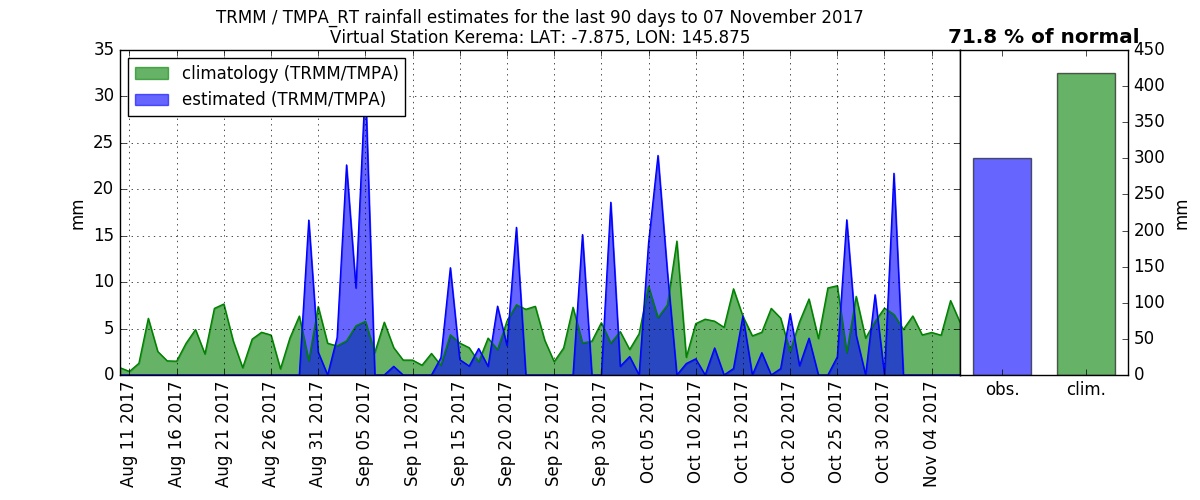 TRMM / TMPA_RT rainfall estimates for the last 90 days to 07 November 2017
Virtual Station Kerema: LAT: -7.875, LON: 145.875
71.8 % of normal
climatology (TRMM/TMPA)
estimated (TRMM/TMPA)
35
30
25
20
15
10
5
0
mm
Aug 11 2017
Aug 16 2017
Aug 21 2017
Aug 26 2017
Aug 31 2017
Sep 05 2017
Sep 10 2017
Sep 15 2017
Sep 20 2017
Sep 25 2017
Sep 30 2017
Oct 05 2017
Oct 10 2017
Oct 15 2017
Oct 20 2017
Oct 25 2017
Oct 30 2017
Nov 04 2017
obs.
clim.
450
400
350
300
250
200
150
100
50
0
mm